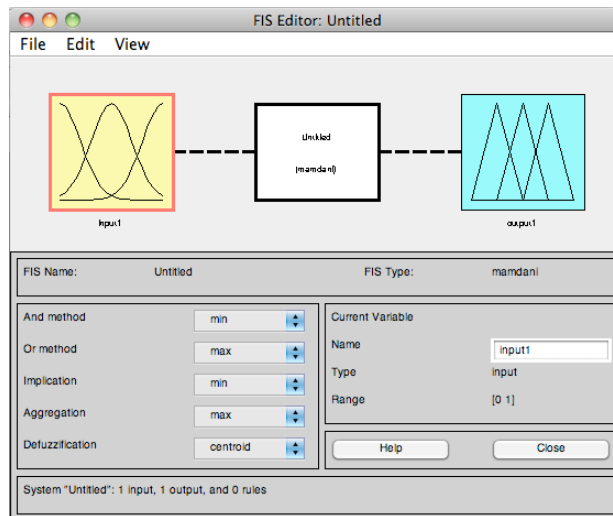 FIS Editor: Untitled
File Edit View
Untitled
(mamdani)
input1
output1
FIS Name: Untitled
FIS Type: mamdani
And method min
Or method max
Implication min
Aggregation max
Defuzzification centroid
Current Variable
Name input1
Type input
Range [0 1]
Help Close
System "Untitled": 1 input, 1 output, and 0 rules